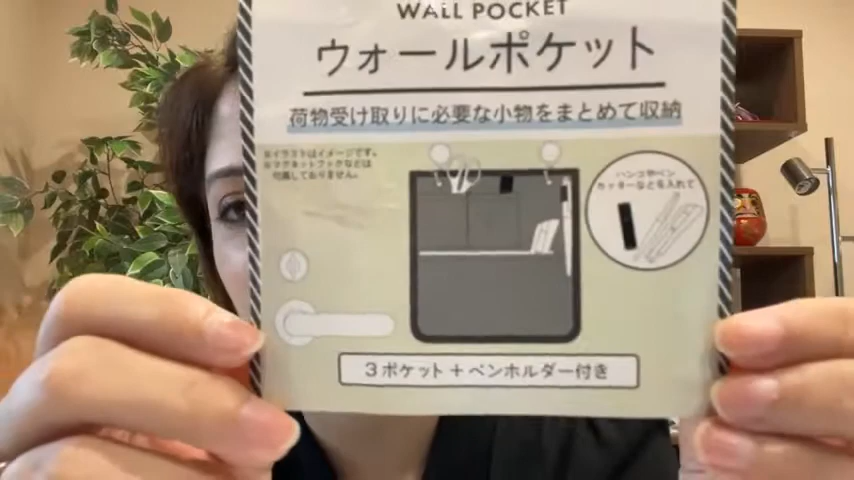 WALL POCKET
ウォールポケット
荷物受け取りに必要な小物をまとめて収納
※イラストはイメージです。
※マグネットフックなどは
付属しておりません。
ハンコやペン
カッターなどを入れて
3ポケット+ペンホルダー付き